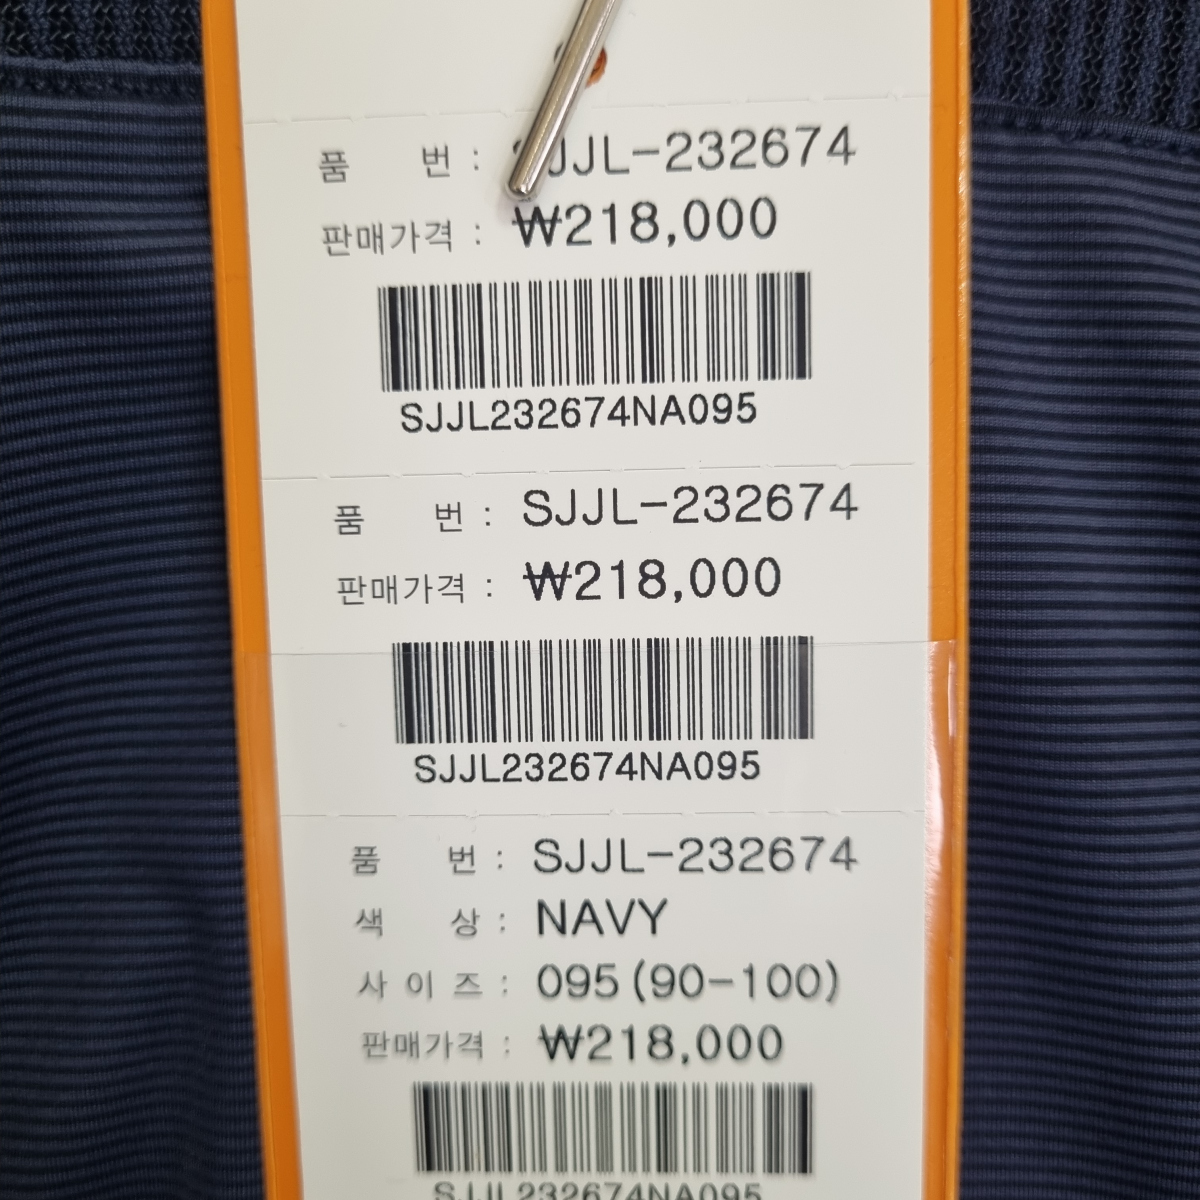 품 번 : SJJL-232674
판매가격 : ₩218,000
SJJL232674NA095
품 번 : SJJL-232674
판매가격 : ₩218,000
SJJL232674NA095
품 번 : SJJL-232674
색 상 : NAVY
사 이 즈 : 095(90-100)
판매가격 : ₩218,000
SJJL232674NA095